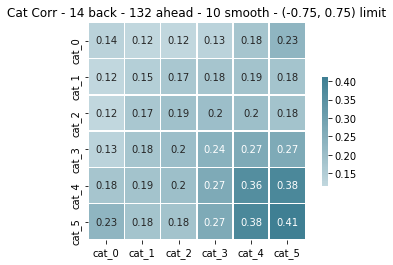 Cat Corr - 14 back - 132 ahead - 10 smooth - (-0.75, 0.75) limit
cat_0 0.14 0.12 0.12 0.13 0.18 0.23
cat_1 0.12 0.15 0.17 0.18 0.19 0.18
cat_2 0.12 0.17 0.19 0.2 0.2 0.18
cat_3 0.13 0.18 0.2 0.24 0.27 0.27
cat_4 0.18 0.19 0.2 0.27 0.36 0.38
cat_5 0.23 0.18 0.18 0.27 0.38 0.41
cat_0 cat_1 cat_2 cat_3 cat_4 cat_5
0.40
0.35
0.30
0.25
0.20
0.15